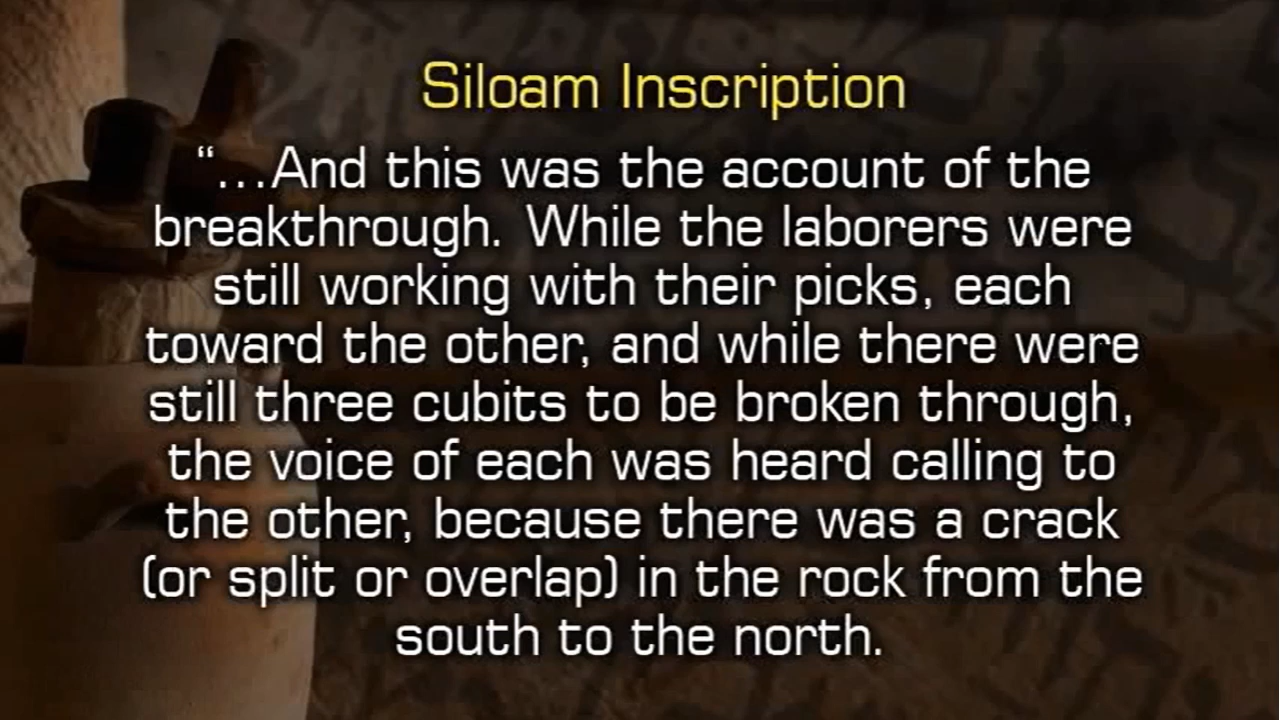 Siloam Inscription
“...And this was the account of the
breakthrough. While the laborers were
still working with their picks, each
toward the other, and while there were
still three cubits to be broken through,
the voice of each was heard calling to
the other, because there was a crack
(or split or overlap) in the rock from the
south to the north.